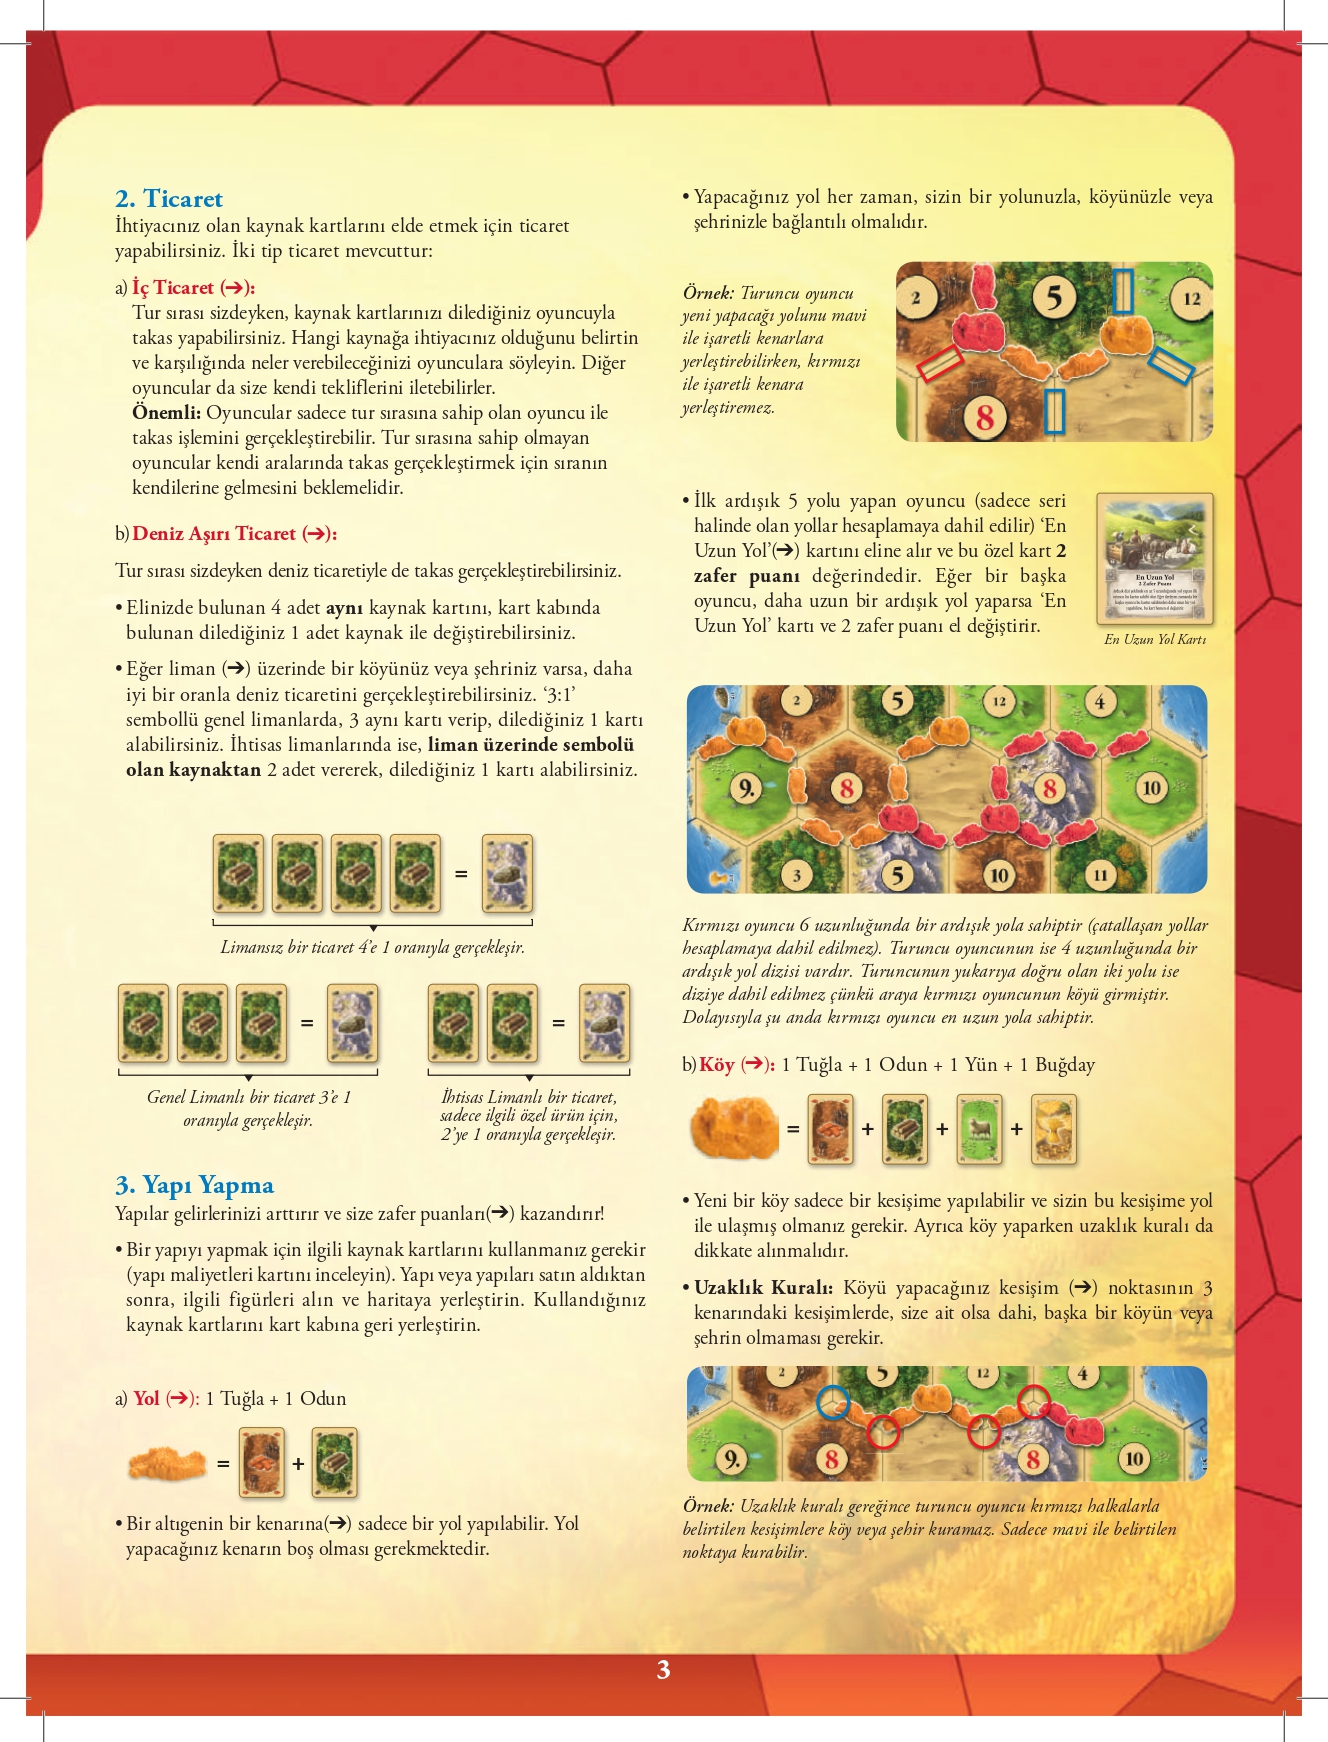 2. Ticaret
İhtiyacınız olan kaynak kartlarını elde etmek için ticaret
yapabilirsiniz. İki tip ticaret mevcuttur:
a) İç Ticaret (➔):
Tur sırası sizdeyken, kaynak kartlarınızı dilediğiniz oyuncuyla
takas yapabilirsiniz. Hangi kaynağa ihtiyacınız olduğunu belirtin
ve karşılığında neler verebileceğinizi oyunculara söyleyin. Diğer
oyuncular da size kendi tekliflerini iletebilirler.
Önemli: Oyuncular sadece tur sırasına sahip olan oyuncu ile
takas işlemini gerçekleştirebilir. Tur sırasına sahip olmayan
oyuncular kendi aralarında takas gerçekleştirmek için sıranın
kendilerine gelmesini beklemelidir.
b) Deniz Aşırı Ticaret (➔):
Tur sırası sizdeyken deniz ticaretiyle de takas gerçekleştirebilirsiniz.
• Elinizde bulunan 4 adet aynı kaynak kartını, kart kabında
bulunan dilediğiniz 1 adet kaynak ile değiştirebilirsiniz.
• Eğer liman (➔) üzerinde bir köyünüz veya şehriniz varsa, daha
iyi bir oranla deniz ticaretini gerçekleştirebilirsiniz. ‘3:1’
sembollü genel limanlarda, 3 aynı kartı verip, dilediğiniz 1 kartı
alabilirsiniz. İhtisas limanlarında ise, liman üzerinde sembolü
olan kaynaktan 2 adet vererek, dilediğiniz 1 kartı alabilirsiniz.
=
Limansız bir ticaret 4’e 1 oranıyla gerçekleşir.
= =
Genel Limanlı bir ticaret 3’e 1
oranıyla gerçekleşir.
İhtisas Limanlı bir ticaret,
sadece ilgili özel ürün için,
2’ye 1 oranıyla gerçekleşir.
3. Yapı Yapma
Yapılar gelirlerinizi arttırır ve size zafer puanları(➔) kazandırır!
• Bir yapıyı yapmak için ilgili kaynak kartlarını kullanmanız gerekir
(yapı maliyetleri kartını inceleyin). Yapı veya yapıları satın aldıktan
sonra, ilgili figürleri alın ve haritaya yerleştirin. Kullandığınız
kaynak kartlarını kart kabına geri yerleştirin.
a) Yol (➔): 1 Tuğla + 1 Odun
= +
• Bir altıgenin bir kenarına(➔) sadece bir yol yapılabilir. Yol
yapacağınız kenarın boş olması gerekmektedir.
• Yapacağınız yol her zaman, sizin bir yolunuzla, köyünüzle veya
şehrinizle bağlantılı olmalıdır.
Örnek: Turuncu oyuncu
yeni yapacağı yolunu mavi
ile işaretli kenarlara
yerleştirebilirken, kırmızı
ile işaretli kenara
yerleştiremez.
2 5 12
8
• İlk ardışık 5 yolu yapan oyuncu (sadece seri
halinde olan yollar hesaplamaya dahil edilir) ‘En
Uzun Yol’(➔) kartını eline alır ve bu özel kart 2
zafer puanı değerindedir. Eğer bir başka
oyuncu, daha uzun bir ardışık yol yaparsa ‘En
Uzun Yol’ kartı ve 2 zafer puanı el değiştirir.
En Uzun Yol
2 Zafer Puanı
En Uzun Yol Kartı
2 5 12 4
9. 8 8 10
3 5 10 11
Kırmızı oyuncu 6 uzunluğunda bir ardışık yola sahiptir (çatallaşan yollar
hesaplamaya dahil edilmez). Turuncu oyuncunun ise 4 uzunluğunda bir
ardışık yol dizisi vardır. Turuncunun yukarıya doğru olan iki yolu ise
diziye dahil edilmez çünkü araya kırmızı oyuncunun köyü girmiştir.
Dolayısıyla şu anda kırmızı oyuncu en uzun yola sahiptir.
b) Köy (➔): 1 Tuğla + 1 Odun + 1 Yün + 1 Buğday
= + + +
• Yeni bir köy sadece bir kesişime yapılabilir ve sizin bu kesişime yol
ile ulaşmış olmanız gerekir. Ayrıca köy yaparken uzaklık kuralı da
dikkate alınmalıdır.
• Uzaklık Kuralı: Köyü yapacağınız kesişim (➔) noktasının 3
kenarındaki kesişimlerde, size ait olsa dahi, başka bir köyün veya
şehrin olmaması gerekir.
2 5 12 4
9. 8 8 10
Örnek: Uzaklık kuralı gereğince turuncu oyuncu kırmızı halkalarla
belirtilen kesişimlere köy veya şehir kuramaz. Sadece mavi ile belirtilen
noktaya kurabilir.
3